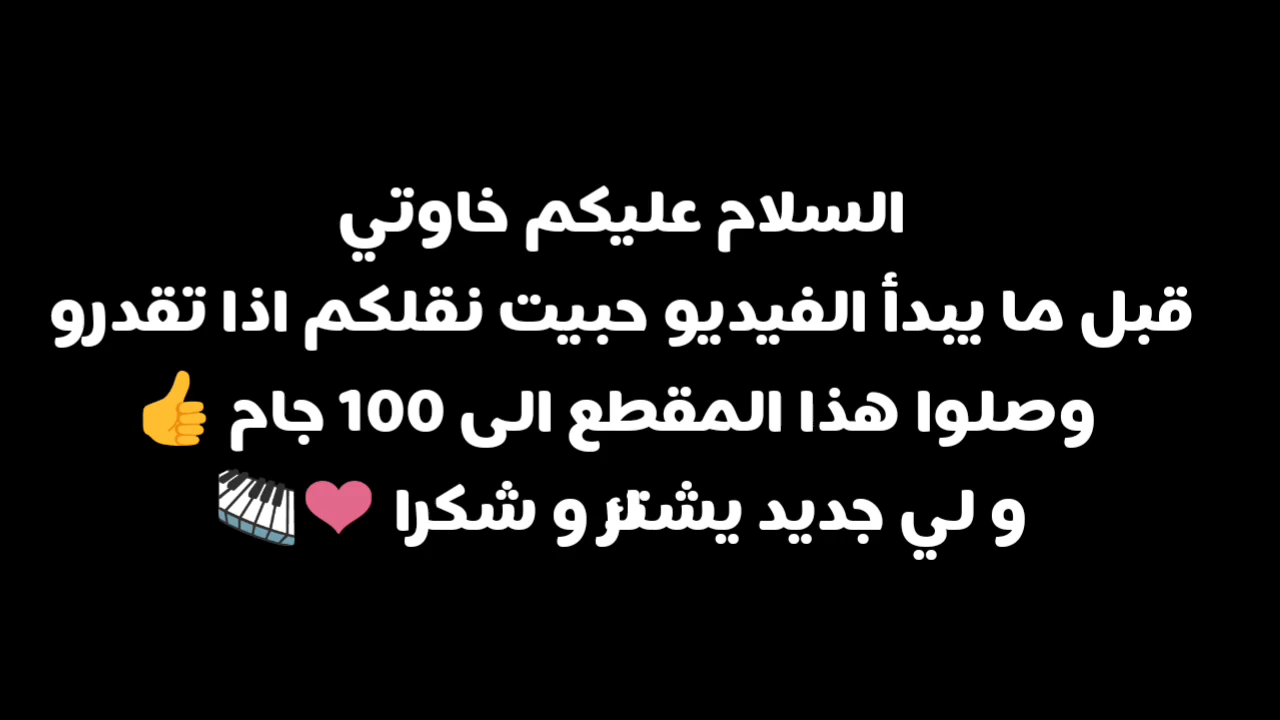 السلام عليكم خاوتي
قبل ما يبدأ الفيديو حبيت نقلكم اذا تقدرو
وصلوا هذا المقطع الى 100 جام 👍
و لي جديد يشترك و شكرا ❤🎹